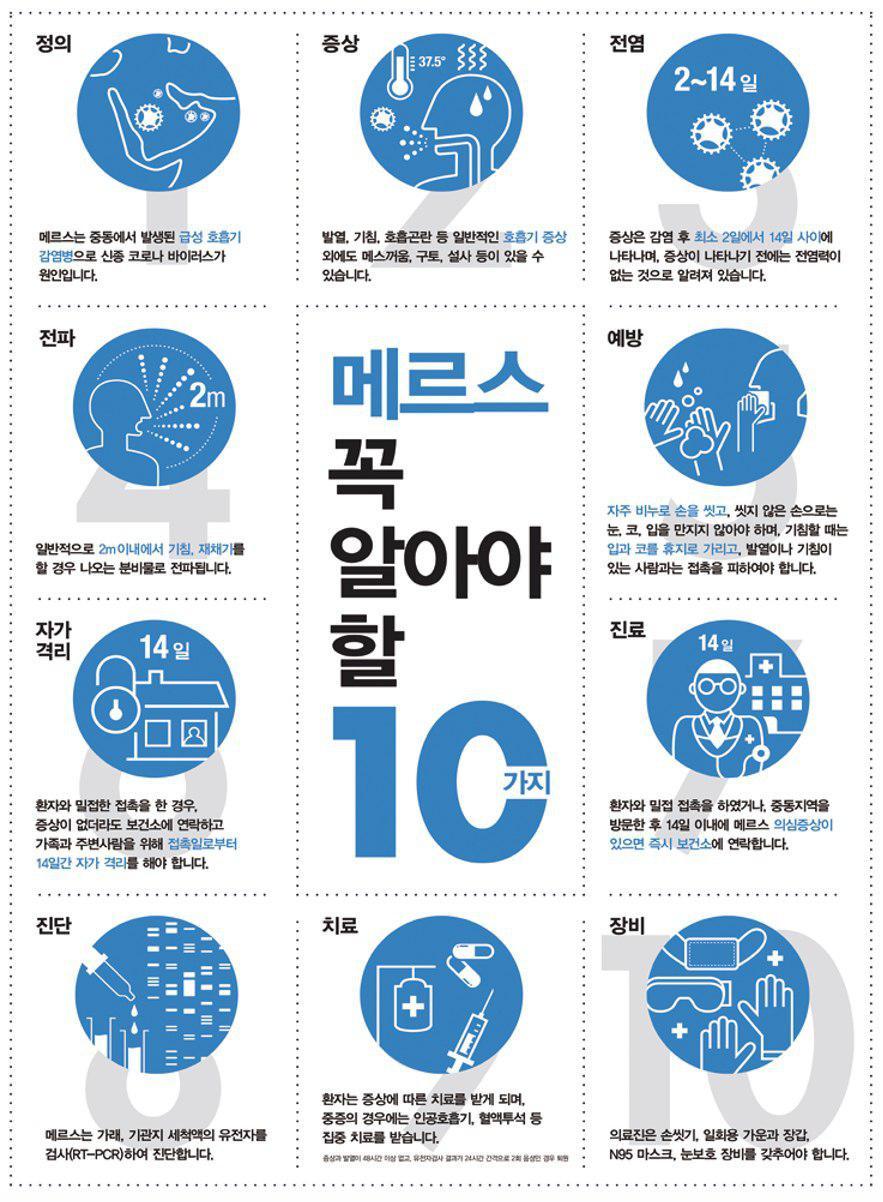 정의
메르스는 중동에서 발생된 급성 호흡기
감염병으로 신종 코로나 바이러스가
원인입니다.
증상
37.5°
발열, 기침, 호흡곤란 등 일반적인 호흡기 증상
외에도 메스꺼움, 구토, 설사 등이 있을 수
있습니다.
전염
2~14 일
증상은 감염 후 최소 2일에서 14일 사이에
나타나며, 증상이 나타나기 전에는 전염력이
없는 것으로 알려져 있습니다.
전파
2m
일반적으로 2m이내에서 기침, 재채기를
할 경우 나오는 분비물로 전파됩니다.
메르스
꼭
알아야
할
10
가지
예방
자주 비누로 손을 씻고, 씻지 않은 손으로는
눈, 코, 입을 만지지 않아야 하며, 기침할 때는
입과 코를 휴지로 가리고, 발열이나 기침이
있는 사람과는 접촉을 피하여야 합니다.
자가
격리
14 일
환자와 밀접한 접촉을 한 경우,
증상이 없더라도 보건소에 연락하고
가족과 주변사람을 위해 접촉일로부터
14일간 자가 격리를 해야 합니다.
진료
14 일
환자와 밀접 접촉을 하였거나, 중동지역을
방문한 후 14일 이내에 메르스 의심증상이
있으면 즉시 보건소에 연락합니다.
진단
메르스는 가래, 기관지 세척액의 유전자를
검사(RT-PCR)하여 진단합니다.
치료
환자는 증상에 따른 치료를 받게 되며,
중증의 경우에는 인공호흡기, 혈액투석 등
집중 치료를 받습니다.
증상과 발열이 48시간 이상 없고, 유전자검사 결과가 24시간 간격으로 2회 음성인 경우 퇴원
장비
의료진은 손씻기, 일회용 가운과 장갑,
N95 마스크, 눈보호 장비를 갖추어야 합니다.
1
2
3
4
5
6
7
8
9
10